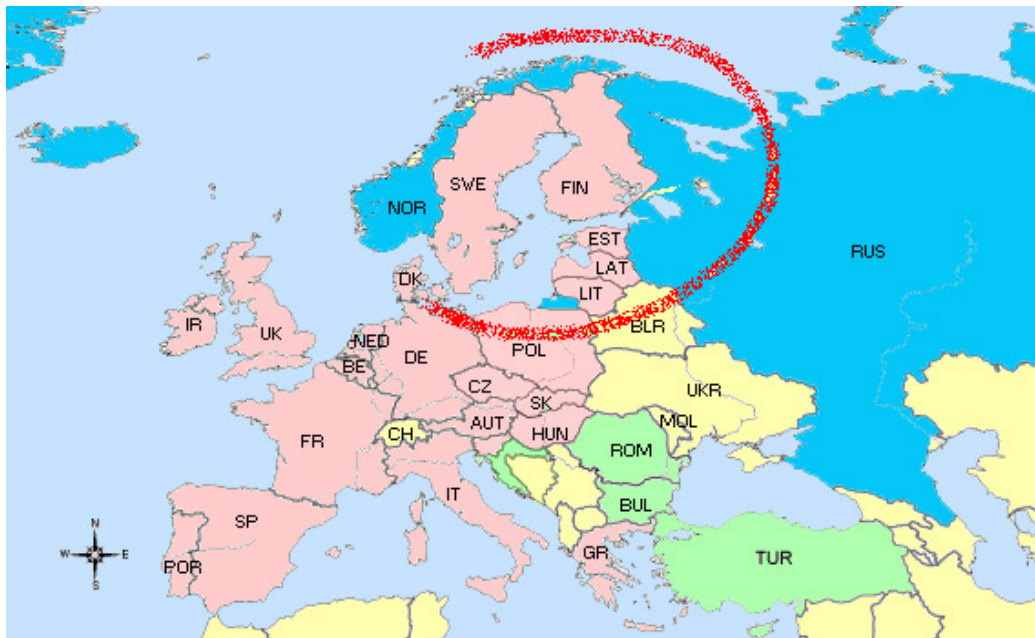 SWE
FIN
NOR
EST
RUS
LAT
DK
LIT
IR
UK
BLR
NED
DE
POL
BE
CZ
UKR
SK
AUT
MOL
CH
HUN
FR
ROM
IT
BUL
SP
N
W E
S
GR
POR
TUR